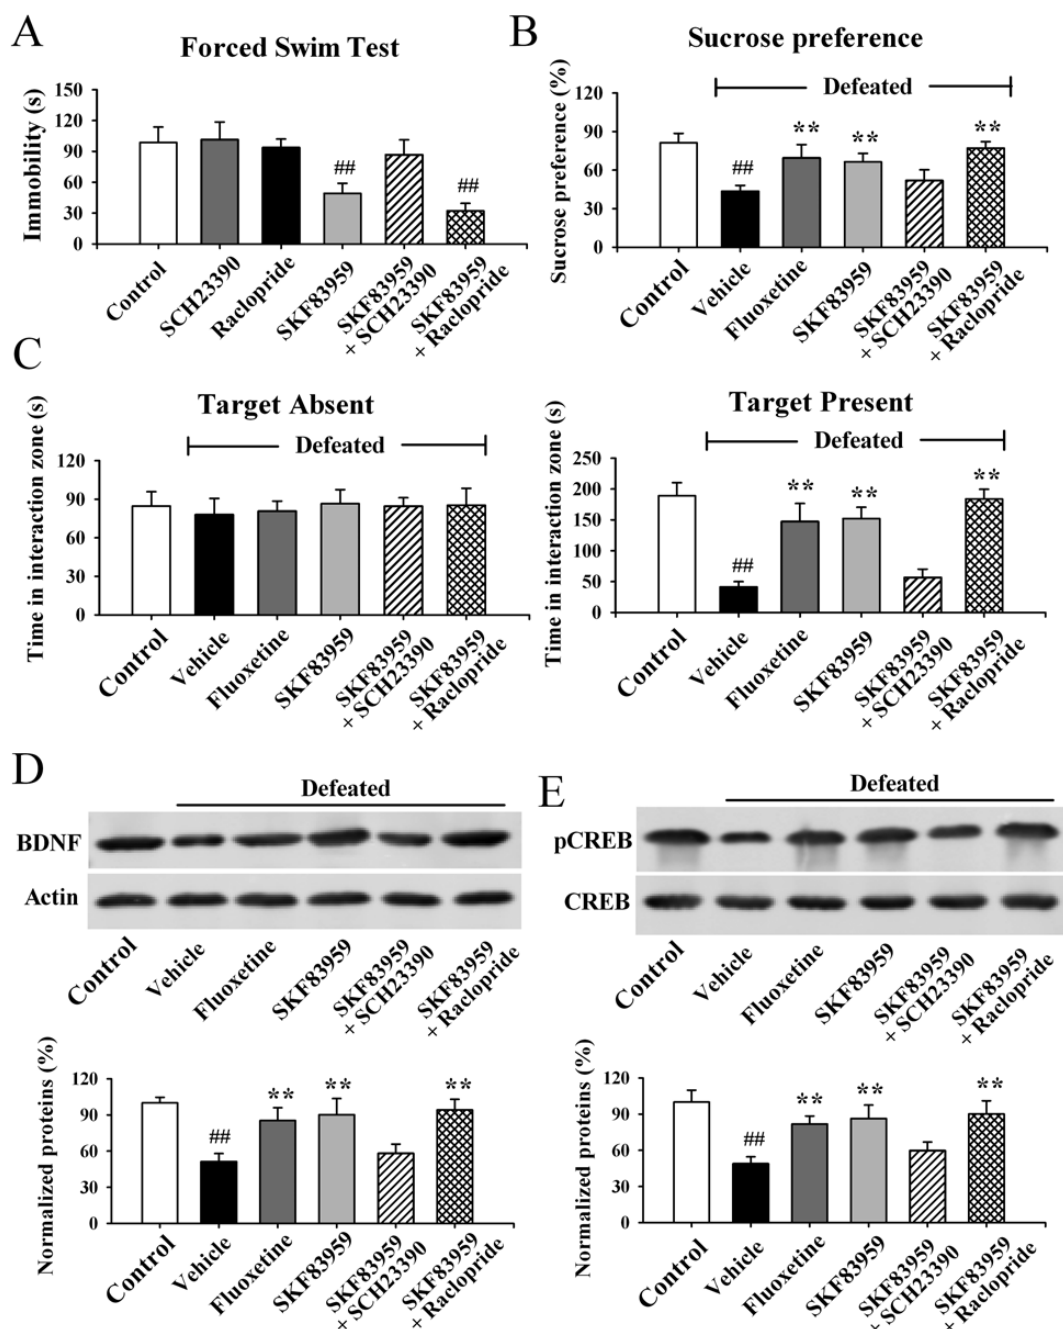 A
Forced Swim Test
Immobility (s)
150
120
90
60
30
0
##
##
Control
SCH23390
Raclopride
SKF83959
SKF83959
+ SCH23390
SKF83959
+ Raclopride
B
Sucrose preference
Defeated
Sucrose preference (%)
120
90
60
30
0
##
**
**
**
Control
Vehicle
Fluoxetine
SKF83959
SKF83959
+ SCH23390
SKF83959
+ Raclopride
C
Target Absent
Defeated
Time in interaction zone (s)
120
90
60
30
0
Control
Vehicle
Fluoxetine
SKF83959
SKF83959
+ SCH23390
SKF83959
+ Raclopride
Target Present
Defeated
Time in interaction zone (s)
250
200
150
100
50
0
##
**
**
**
Control
Vehicle
Fluoxetine
SKF83959
SKF83959
+ SCH23390
SKF83959
+ Raclopride
D
Defeated
BDNF
Actin
Control
Vehicle
Fluoxetine
SKF83959
SKF83959
+ SCH23390
SKF83959
+ Raclopride
Normalized proteins (%)
120
90
60
30
0
##
**
**
**
Control
Vehicle
Fluoxetine
SKF83959
SKF83959
+ SCH23390
SKF83959
+ Raclopride
E
Defeated
pCREB
CREB
Control
Vehicle
Fluoxetine
SKF83959
SKF83959
+ SCH23390
SKF83959
+ Raclopride
Normalized proteins (%)
120
90
60
30
0
##
**
**
**
Control
Vehicle
Fluoxetine
SKF83959
SKF83959
+ SCH23390
SKF83959
+ Raclopride